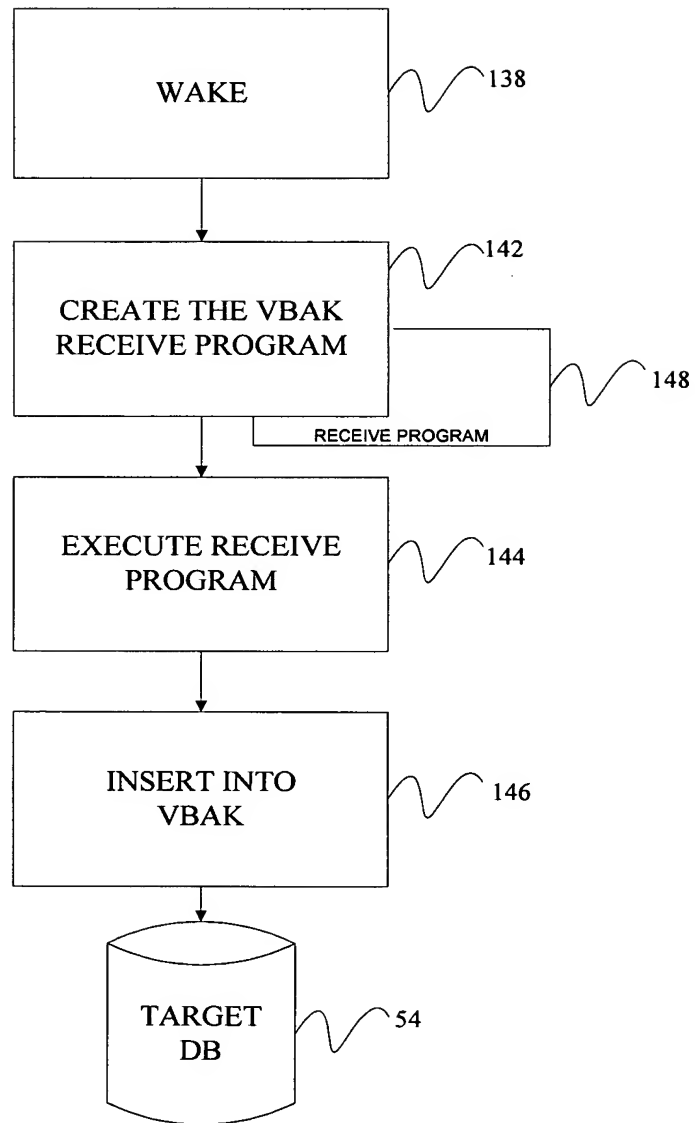 WAKE
138
142
CREATE THE VBAK
RECEIVE PROGRAM
148
RECEIVE PROGRAM
EXECUTE RECEIVE
PROGRAM
144
INSERT INTO
VBAK
146
TARGET
DB
54